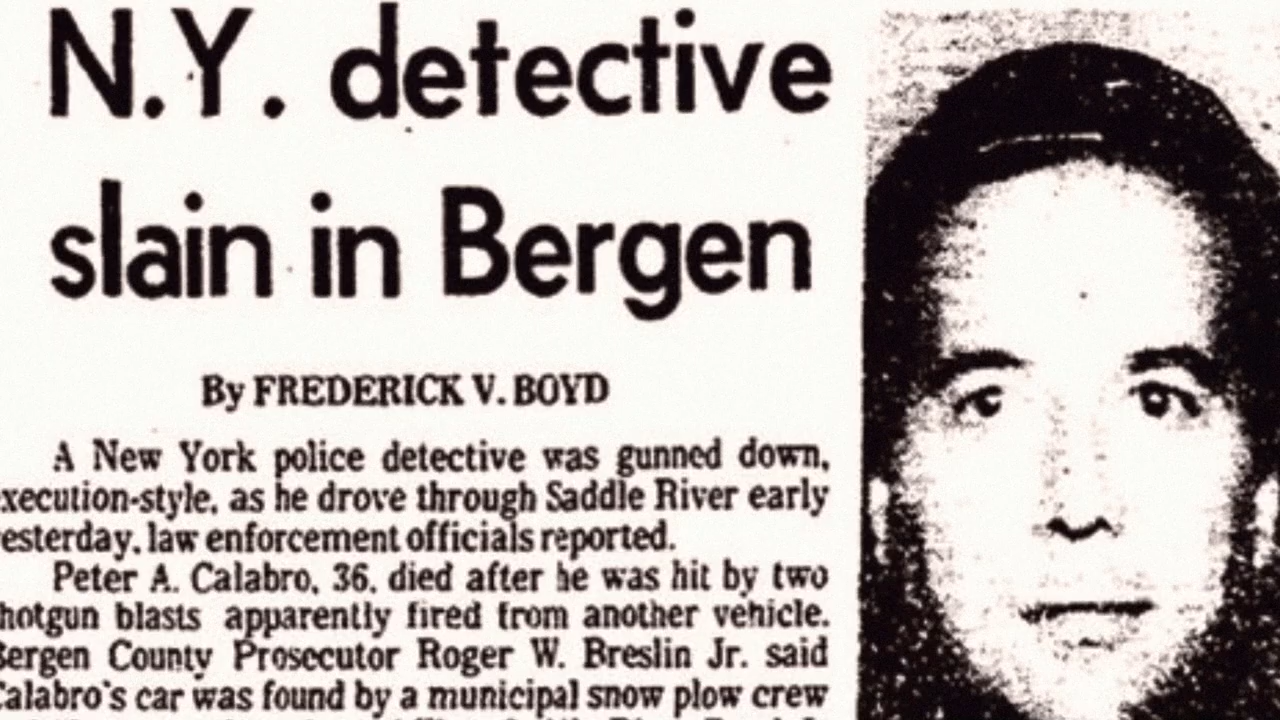 N.Y. detective
slain in Bergen
By FREDERICK V. BOYD
A New York police detective was gunned down,
xecution-style, as he drove through Saddle River early
esterday, law enforcement officials reported.
Peter A. Calabro, 36, died after he was hit by two
hotgun blasts apparently fired from another vehicle.
Bergen County Prosecutor Roger W. Breslin Jr. said
Calabro's car was found by a municipal snow plow crew